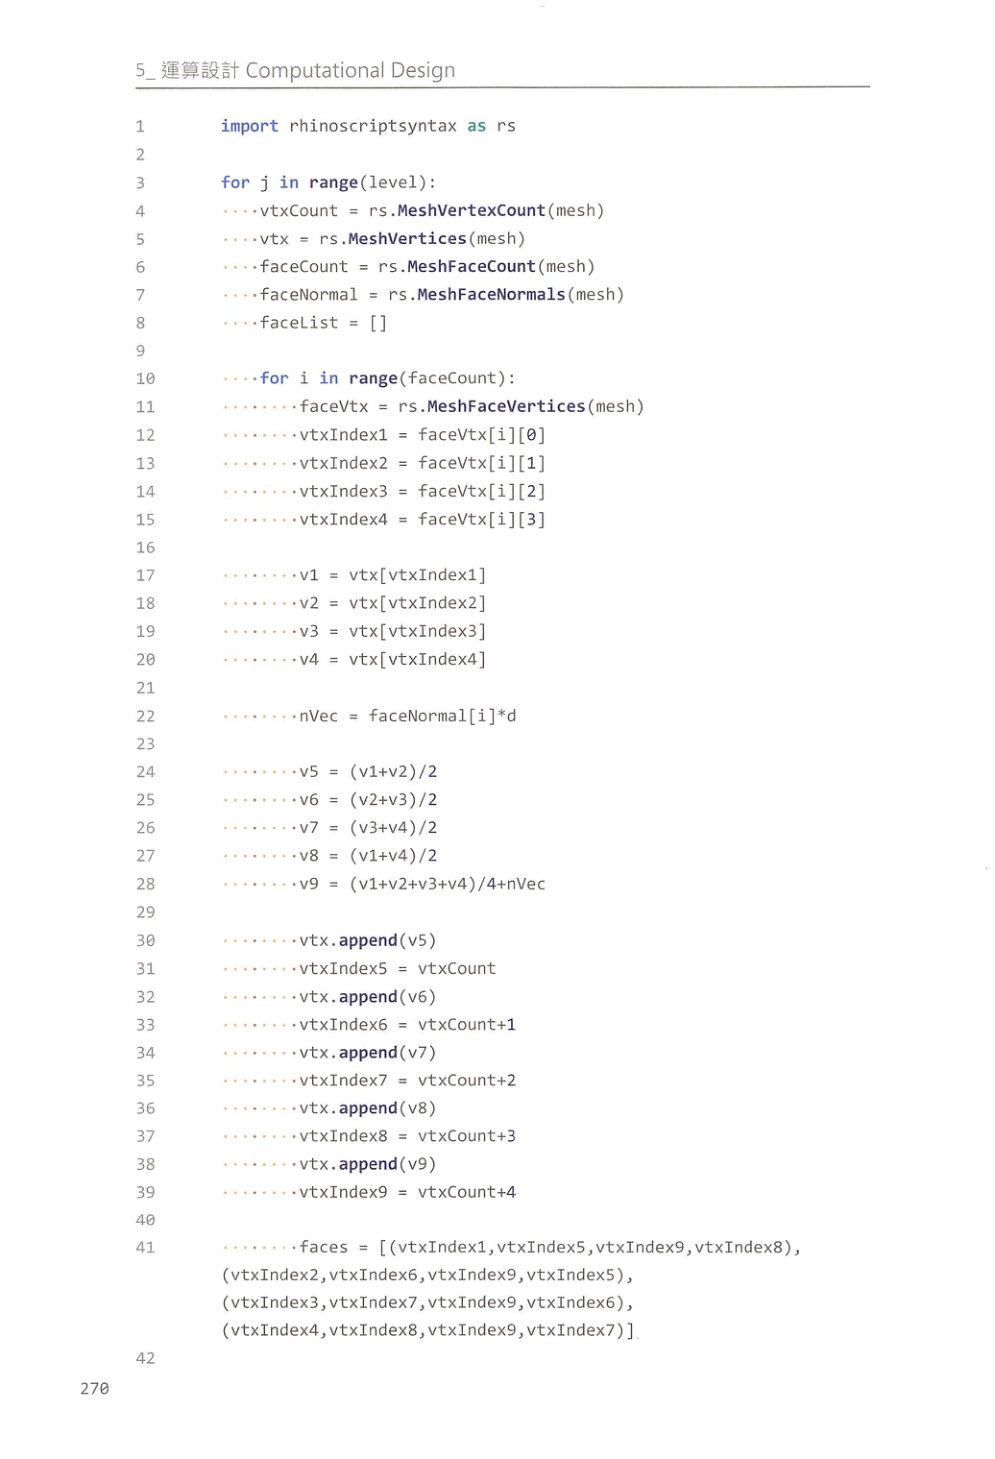 5_ 運算設計 Computational Design
1 import rhinoscriptsyntax as rs
2
3 for j in range(level):
4 ····vtxCount = rs.MeshVertexCount(mesh)
5 ····vtx = rs.MeshVertices(mesh)
6 ····faceCount = rs.MeshFaceCount(mesh)
7 ····faceNormal = rs.MeshFaceNormals(mesh)
8 ····faceList = []
9
10 ····for i in range(faceCount):
11 ········faceVtx = rs.MeshFaceVertices(mesh)
12 ········vtxIndex1 = faceVtx[i][0]
13 ········vtxIndex2 = faceVtx[i][1]
14 ········vtxIndex3 = faceVtx[i][2]
15 ········vtxIndex4 = faceVtx[i][3]
16
17 ········v1 = vtx[vtxIndex1]
18 ········v2 = vtx[vtxIndex2]
19 ········v3 = vtx[vtxIndex3]
20 ········v4 = vtx[vtxIndex4]
21
22 ········nVec = faceNormal[i]*d
23
24 ········v5 = (v1+v2)/2
25 ········v6 = (v2+v3)/2
26 ········v7 = (v3+v4)/2
27 ········v8 = (v1+v4)/2
28 ········v9 = (v1+v2+v3+v4)/4+nVec
29
30 ········vtx.append(v5)
31 ········vtxIndex5 = vtxCount
32 ········vtx.append(v6)
33 ········vtxIndex6 = vtxCount+1
34 ········vtx.append(v7)
35 ········vtxIndex7 = vtxCount+2
36 ········vtx.append(v8)
37 ········vtxIndex8 = vtxCount+3
38 ········vtx.append(v9)
39 ········vtxIndex9 = vtxCount+4
40
41 ········faces = [(vtxIndex1,vtxIndex5,vtxIndex9,vtxIndex8),
(vtxIndex2,vtxIndex6,vtxIndex9,vtxIndex5),
(vtxIndex3,vtxIndex7,vtxIndex9,vtxIndex6),
(vtxIndex4,vtxIndex8,vtxIndex9,vtxIndex7)]
42
270